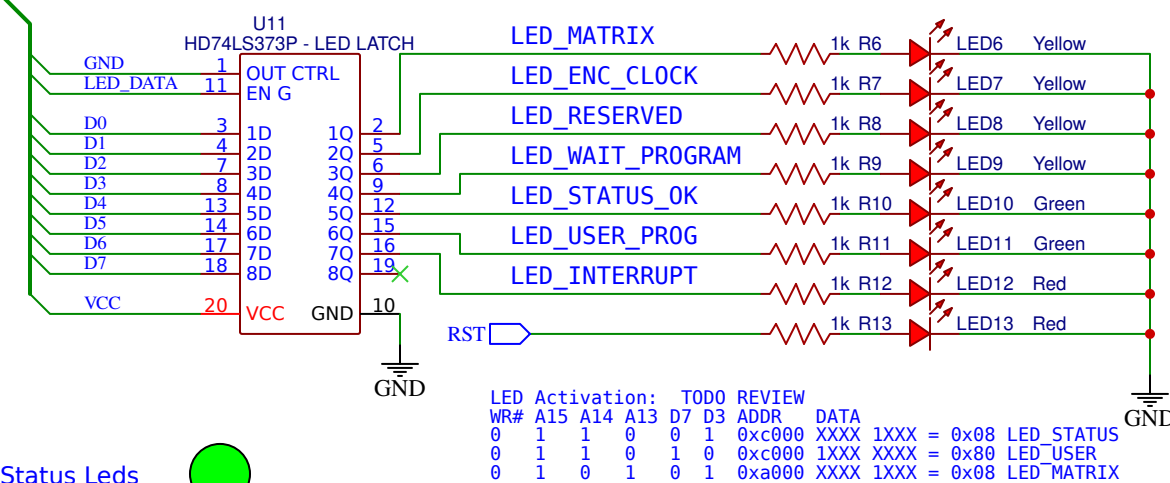 U11
HD74LS373P - LED LATCH
GND 1 OUT CTRL
LED_DATA 11 EN G
D0 3 1D 1Q 2
D1 4 2D 2Q 5
D2 7 3D 3Q 6
D3 8 4D 4Q 9
D4 13 5D 5Q 12
D5 14 6D 6Q 15
D6 17 7D 7Q 16
D7 18 8D 8Q 19
VCC 20 VCC GND 10
GND
LED_MATRIX 1k R6 LED6 Yellow
LED_ENC_CLOCK 1k R7 LED7 Yellow
LED_RESERVED 1k R8 LED8 Yellow
LED_WAIT_PROGRAM 1k R9 LED9 Yellow
LED_STATUS_OK 1k R10 LED10 Green
LED_USER_PROG 1k R11 LED11 Green
LED_INTERRUPT 1k R12 LED12 Red
RST 1k R13 LED13 Red
GND
LED Activation: TODO REVIEW
WR# A15 A14 A13 D7 D3 ADDR DATA
0 1 1 0 0 1 0xc000 XXXX 1XXX = 0x08 LED_STATUS
0 1 1 0 1 0 0xc000 1XXX XXXX = 0x80 LED_USER
0 1 0 1 0 1 0xa000 XXXX 1XXX = 0x08 LED_MATRIX
Status Leds